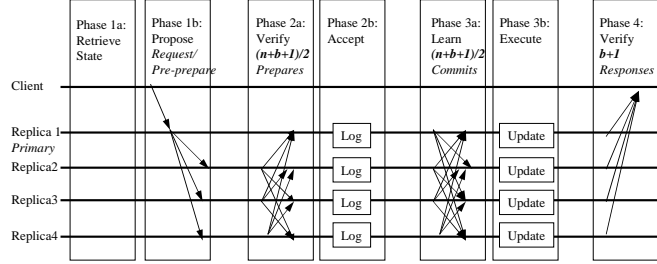 Phase 1a:
Retrieve
State
Phase 1b:
Propose
Request/
Pre-prepare
Phase 2a:
Verify
(n+b+1)/2
Prepares
Phase 2b:
Accept
Phase 3a:
Learn
(n+b+1)/2
Commits
Phase 3b:
Execute
Phase 4:
Verify
b+1
Responses
Client
Replica 1
Primary
Log
Update
Replica2
Log
Update
Replica3
Log
Update
Replica4
Log
Update